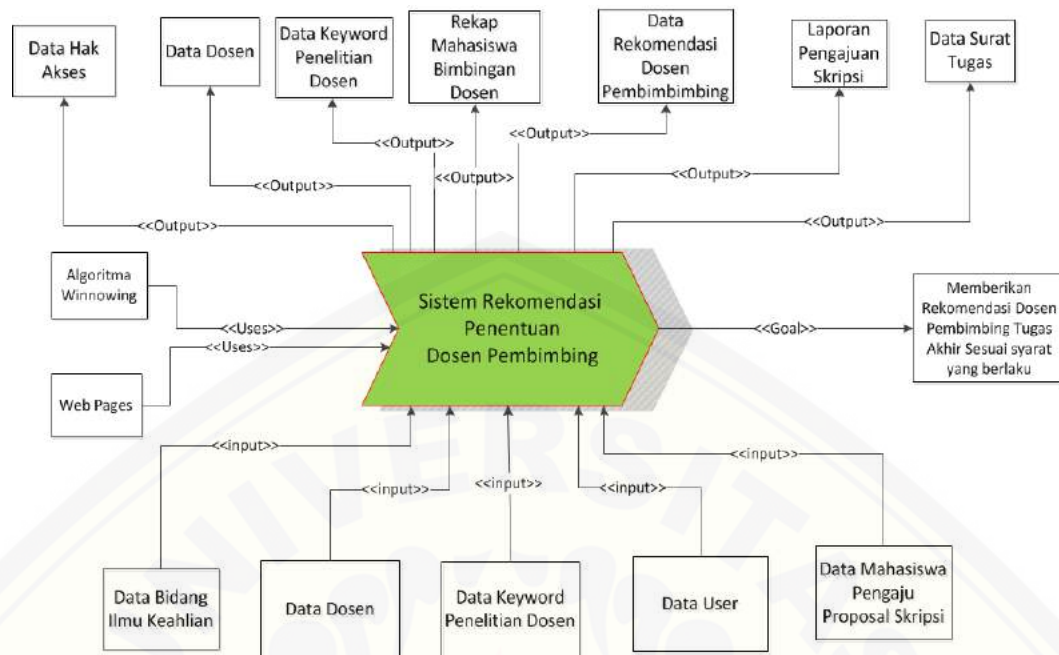 Data Hak
Akses
Data Dosen
Data Keyword
Penelitian
Dosen
Rekap
Mahasiswa
Bimbingan
Dosen
Data
Rekomendasi
Dosen
Pembimbimbing
Laporan
Pengajuan
Skripsi
Data Surat
Tugas
<<Output>>
<<Output>>
<<Output>>
<<Output>>
<<Output>>
<<Output>>
<<Output>>
Algoritma
Winnowing
<<Uses>>
<<Uses>>
Web Pages
Sistem Rekomendasi
Penentuan
Dosen Pembimbing
<<Goal>>
Memberikan
Rekomendasi Dosen
Pembimbing Tugas
Akhir Sesuai syarat
yang berlaku
<<input>>
<<input>>
<<input>>
<<input>>
<<input>>
Data Bidang
Ilmu Keahlian
Data Dosen
Data Keyword
Penelitian Dosen
Data User
Data Mahasiswa
Pengaju
Proposal Skripsi
UNIVERSITAS